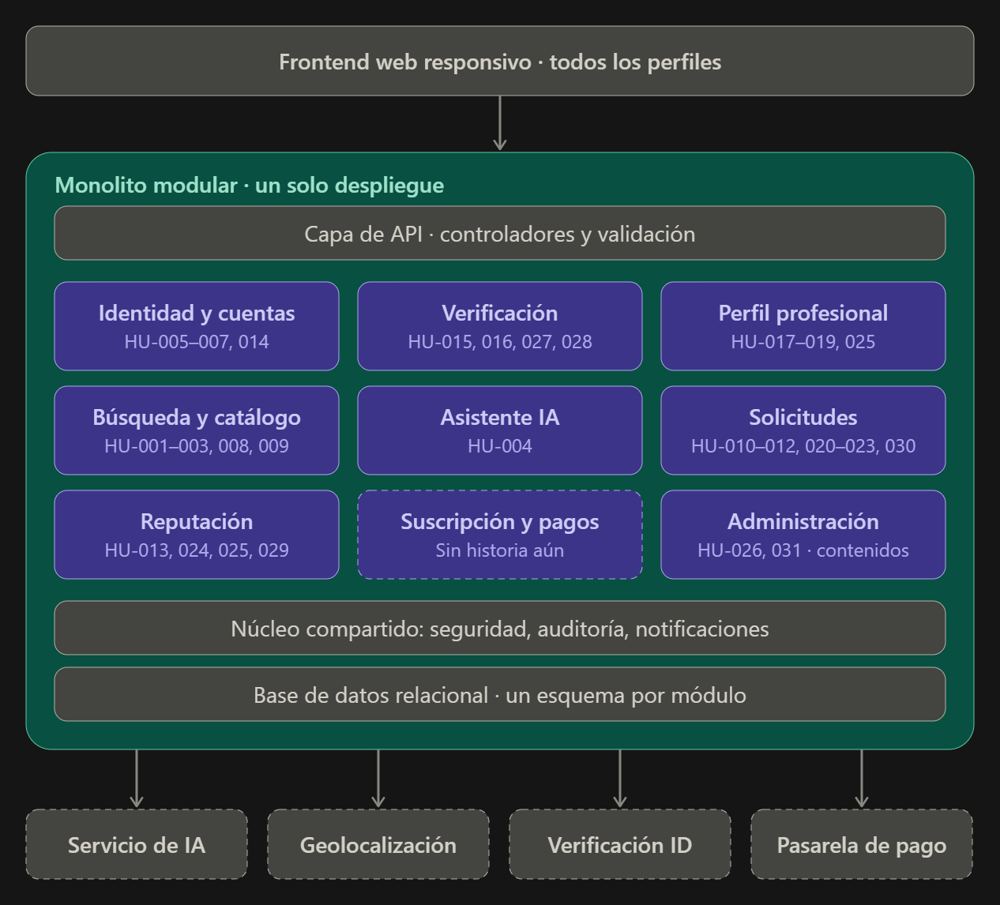 Frontend web responsivo · todos los perfiles
Monolito modular · un solo despliegue
Capa de API · controladores y validación
Identidad y cuentas
HU-005–007, 014
Verificación
HU-015, 016, 027, 028
Perfil profesional
HU-017–019, 025
Búsqueda y catálogo
HU-001–003, 008, 009
Asistente IA
HU-004
Solicitudes
HU-010–012, 020–023, 030
Reputación
HU-013, 024, 025, 029
Suscripción y pagos
Sin historia aún
Administración
HU-026, 031 · contenidos
Núcleo compartido: seguridad, auditoría, notificaciones
Base de datos relacional · un esquema por módulo
Servicio de IA
Geolocalización
Verificación ID
Pasarela de pago